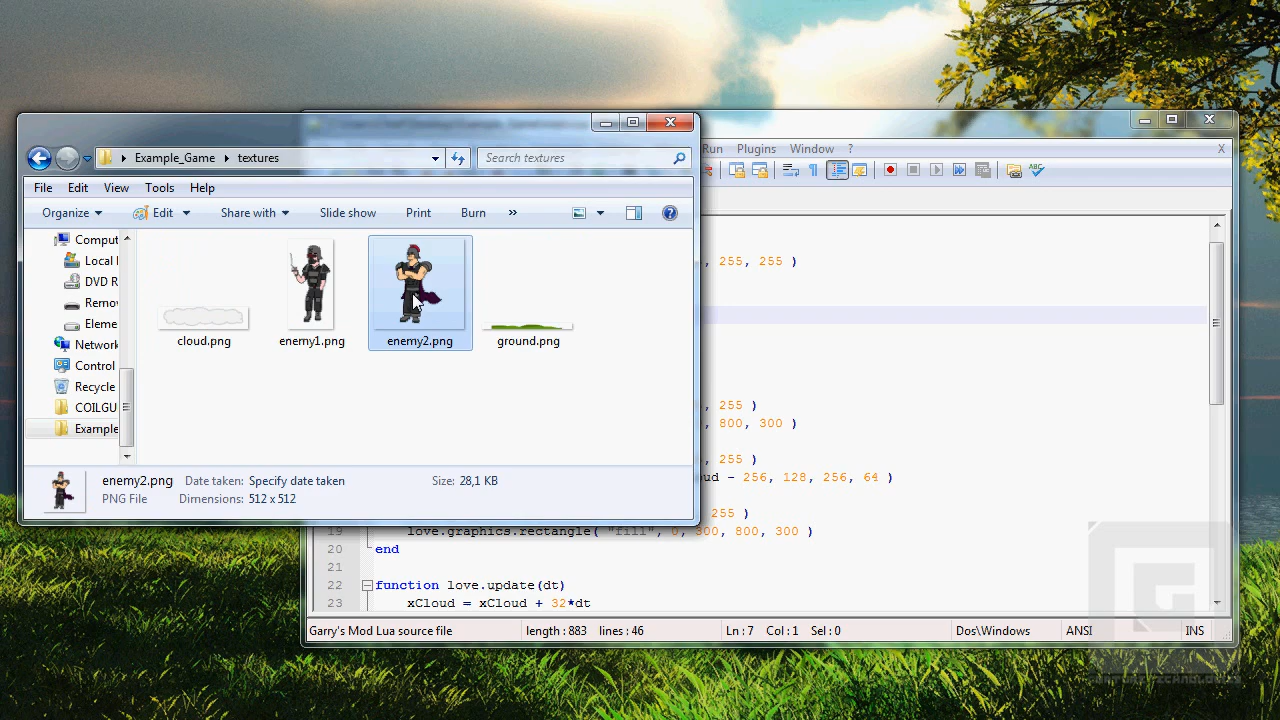 Example_Game textures
Search textures
File Edit View Tools Help
Organize Edit Share with Slide show Print Burn »
Comput
Local
DVD R
Remo
Eleme
Network
Control
Recycle
COILGU
Example
cloud.png enemy1.png enemy2.png ground.png
enemy2.png Date taken: Specify date taken Size: 28,1 KB
PNG File Dimensions: 512 x 512
Run Plugins Window ? X
ABC
, 255, 255 )
, 255 )
, 800, 300 )
, 255 )
oud - 256, 128, 256, 64 )
255 )
19 love.graphics.rectangle( "fill", 0, 300, 800, 300 )
20 end
21
22 function love.update(dt)
23 xCloud = xCloud + 32*dt
Garry's Mod Lua source file length : 883 lines : 46 Ln : 7 Col : 1 Sel : 0 Dos\Windows ANSI INS